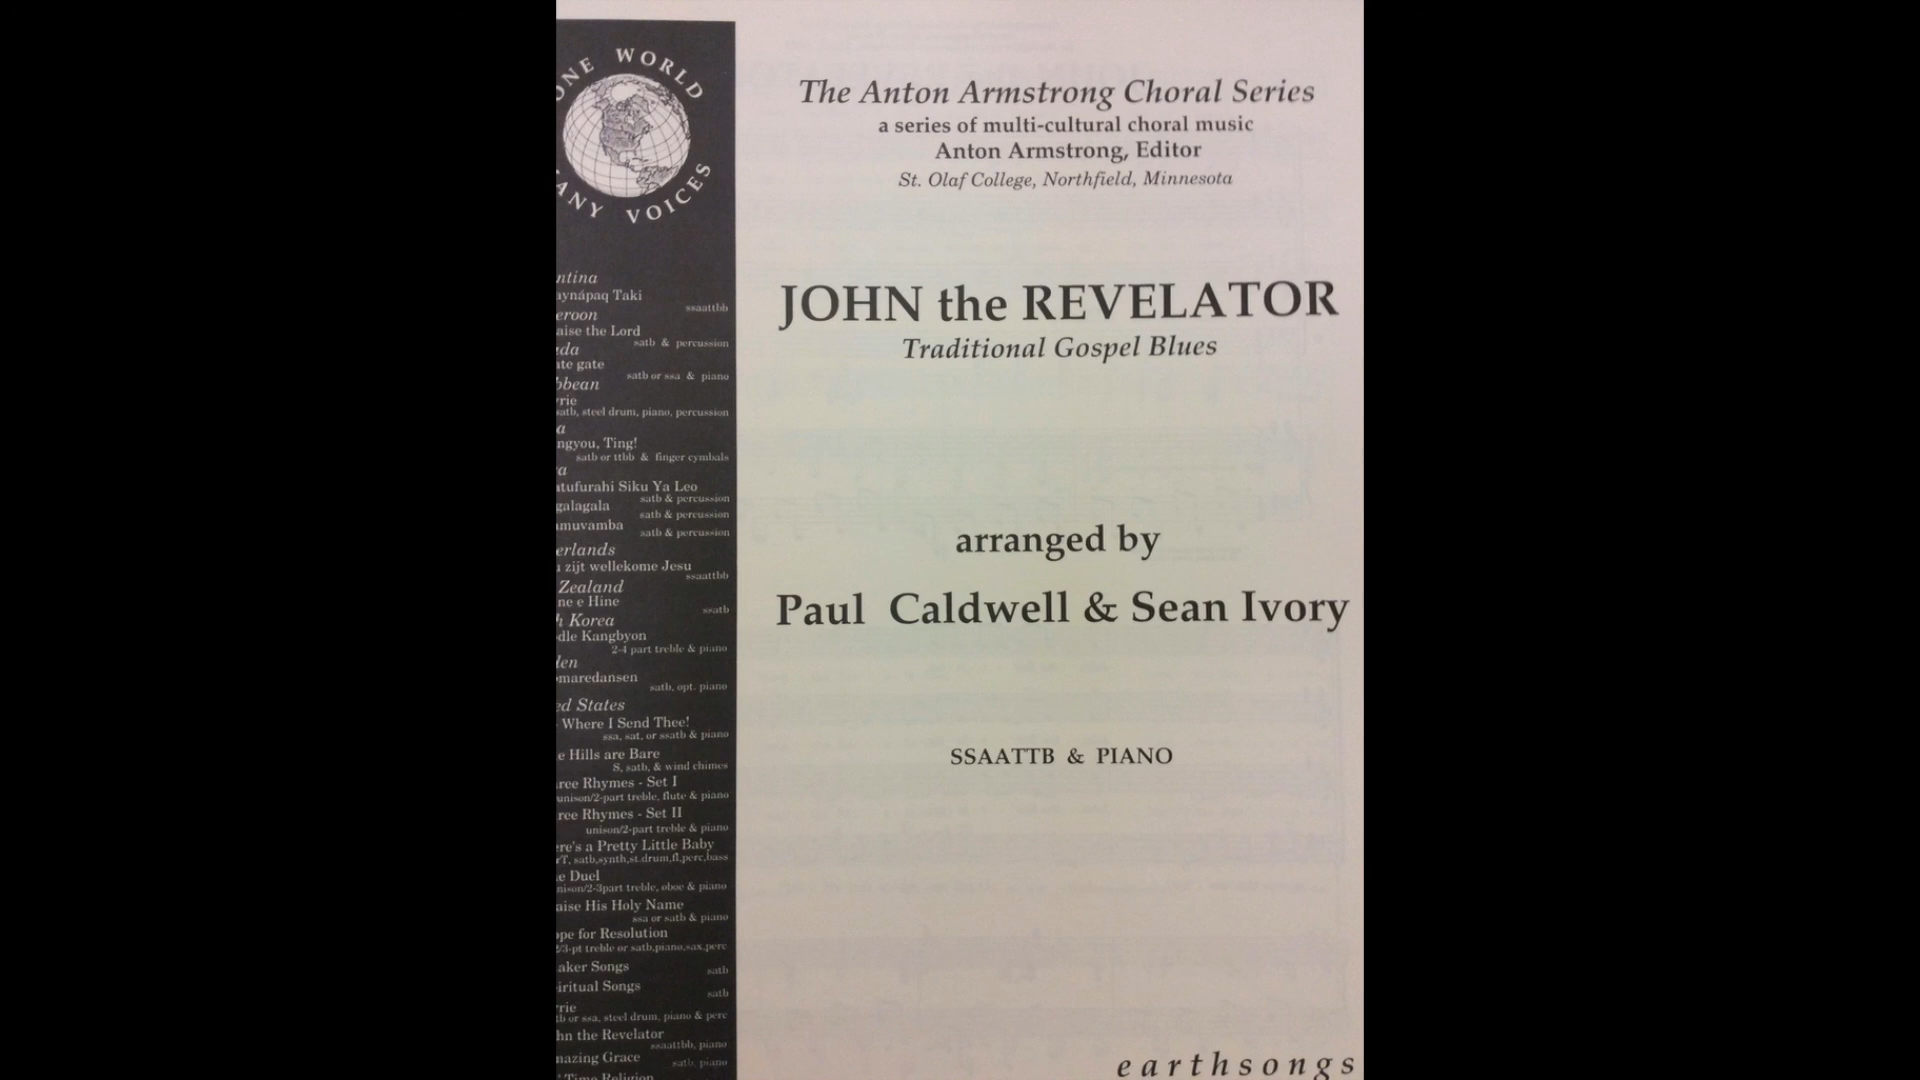 ONE WORLD
MANY VOICES
ntina
aynápaq Taki
ssaattbb
eroon
aise the Lord
satb & percussion
da
ate gate
satb or ssa & piano
bbean
rie
satb, steel drum, piano, percussion
a
ngyou, Ting!
satb or ttbb & finger cymbals
a
tufurahi Siku Ya Leo
satb & percussion
galagala
satb & percussion
muvamba
satb & percussion
erlands
u zijt wellekome Jesu
ssaattbb
Zealand
ne e Hine
ssatb
h Korea
dle Kangbyon
2-4 part treble & piano
den
maredansen
satb, opt. piano
ed States
Where I Send Thee!
ssa, sat, or ssatb & piano
e Hills are Bare
S, satb, & wind chimes
ree Rhymes - Set I
unison/2-part treble, flute & piano
ree Rhymes - Set II
unison/2-part treble & piano
ere's a Pretty Little Baby
rT, satb,synth,st.drum,fl,perc,bass
e Duel
nison/2-3part treble, oboe & piano
aise His Holy Name
ssa or satb & piano
ope for Resolution
2/3-pt treble or satb,piano,sax,perc
aker Songs
satb
iritual Songs
satb
rie
tb or ssa, steel drum, piano & perc
hn the Revelator
ssaattbb, piano
mazing Grace
satb, piano
Time Religion
The Anton Armstrong Choral Series
a series of multi-cultural choral music
Anton Armstrong, Editor
St. Olaf College, Northfield, Minnesota
JOHN the REVELATOR
Traditional Gospel Blues
arranged by
Paul Caldwell & Sean Ivory
SSAATTB & PIANO
earthsongs